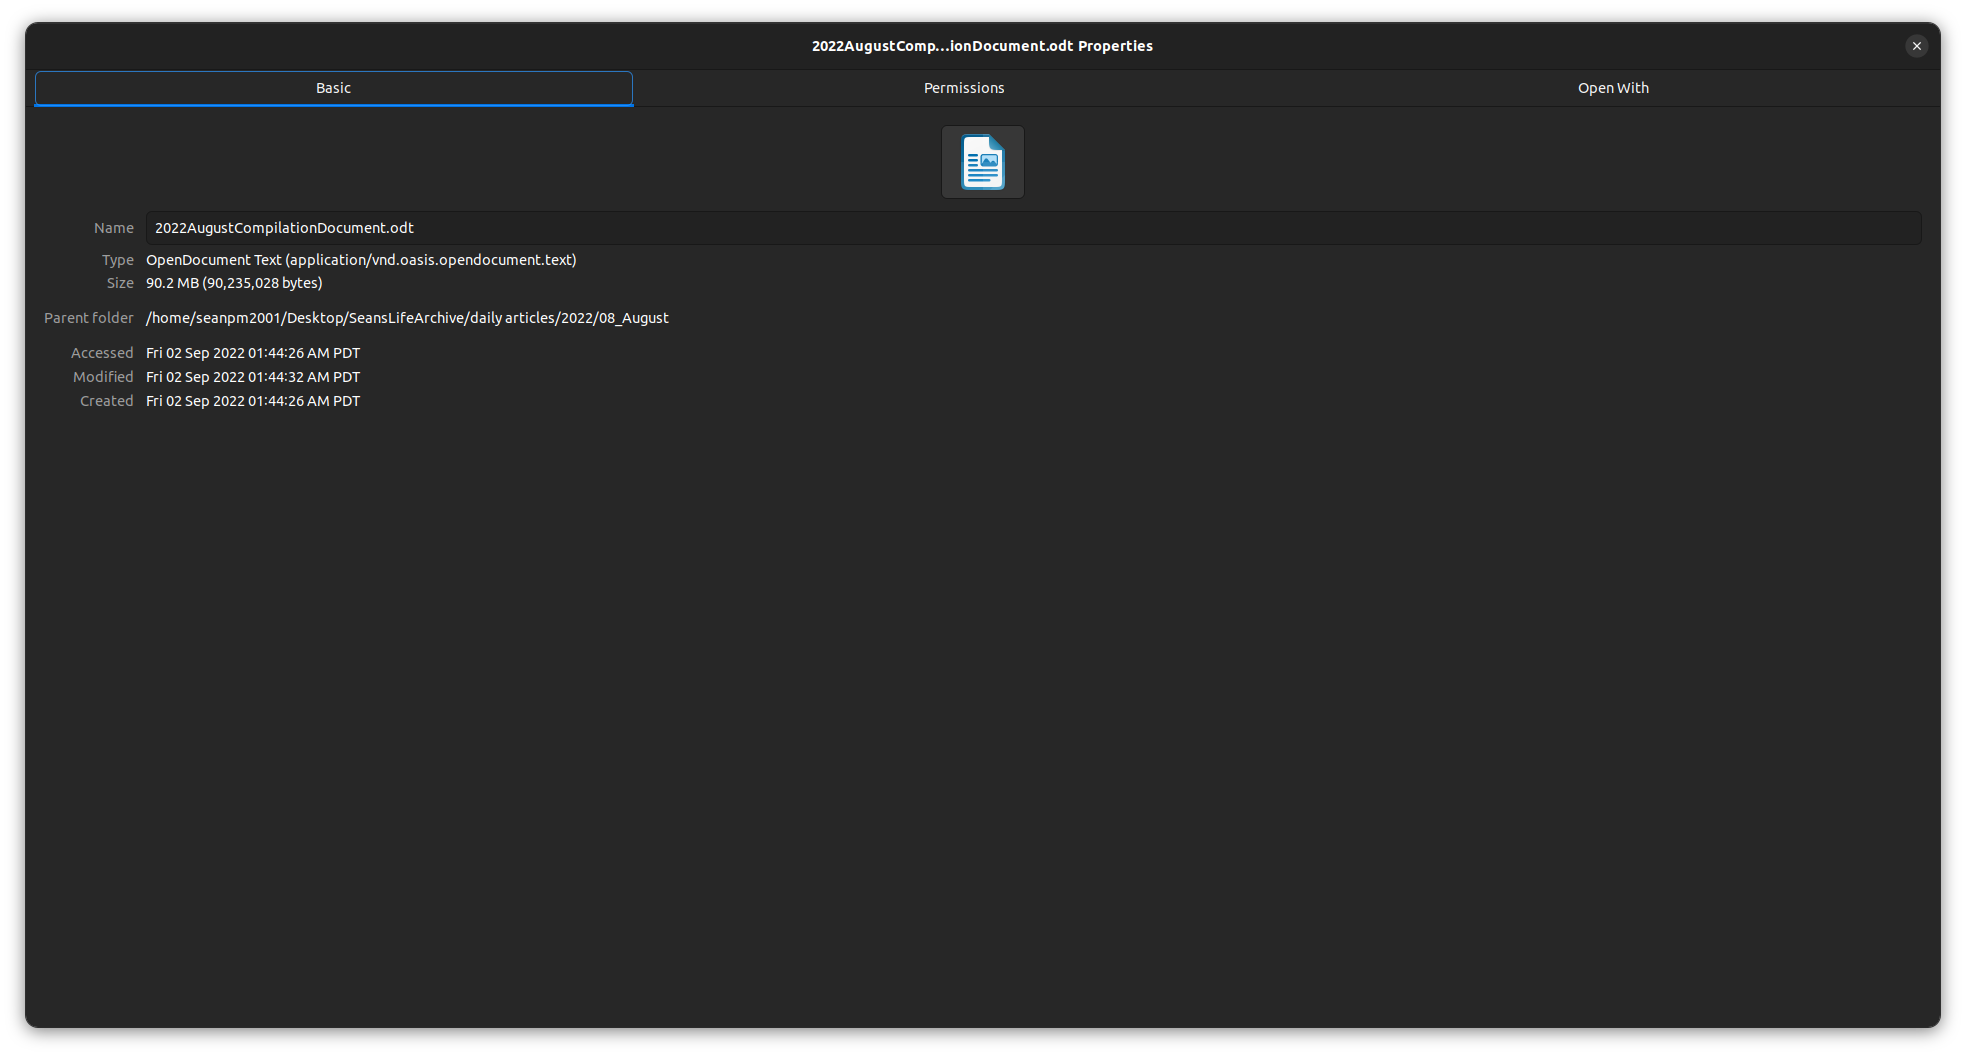 2022AugustComp...ionDocument.odt Properties
Basic Permissions Open With
Name 2022AugustCompilationDocument.odt
Type OpenDocument Text (application/vnd.oasis.opendocument.text)
Size 90.2 MB (90,235,028 bytes)
Parent folder /home/seanpm2001/Desktop/SeansLifeArchive/daily articles/2022/08_August
Accessed Fri 02 Sep 2022 01:44:26 AM PDT
Modified Fri 02 Sep 2022 01:44:32 AM PDT
Created Fri 02 Sep 2022 01:44:26 AM PDT